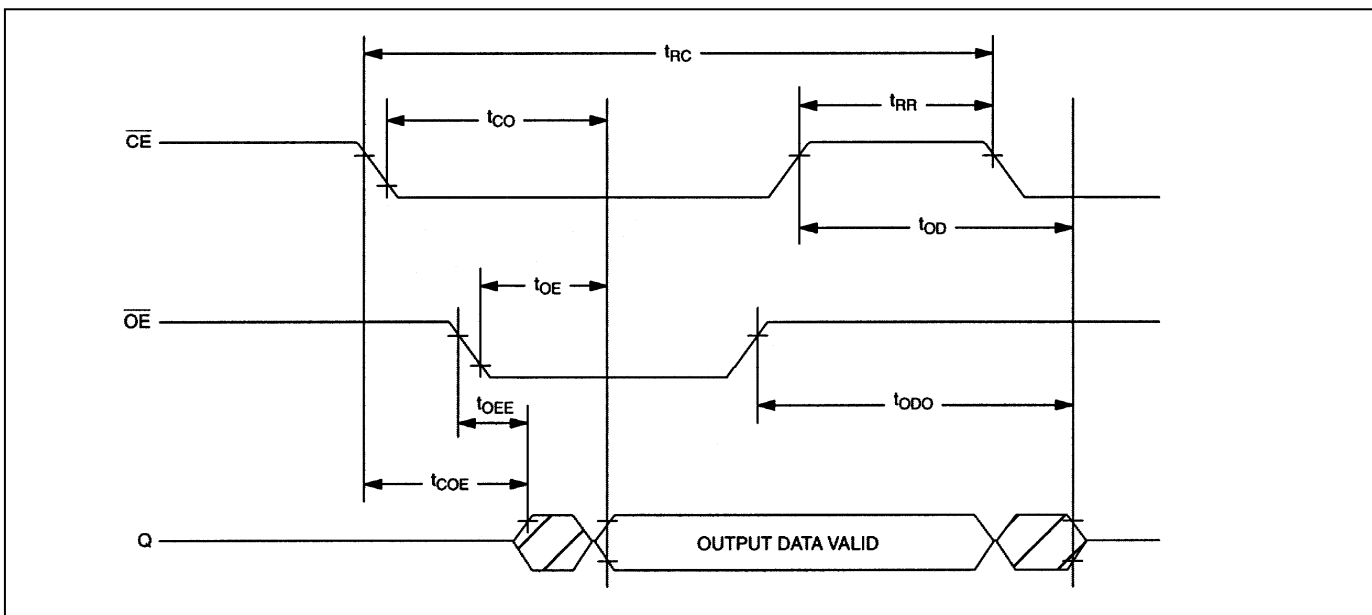 tRC
tRR
tCO
CE
tOD
tOE
OE
tOEE
tODO
tCOE
Q
OUTPUT DATA VALID